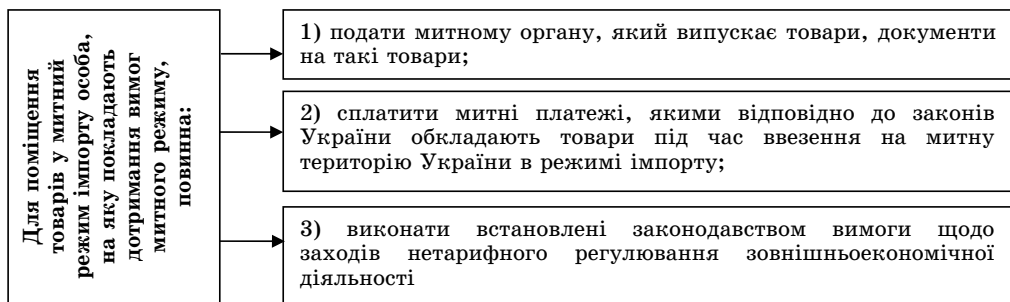 Для поміщення
товарів у митний
режим імпорту особа,
на яку покладають
дотримання вимог
митного режиму,
повинна:
1) подати митному органу, який випускає товари, документи
на такі товари;
2) сплатити митні платежі, якими відповідно до законів
України обкладають товари під час ввезення на митну
територію України в режимі імпорту;
3) виконати встановлені законодавством вимоги щодо
заходів нетарифного регулювання зовнішньоекономічної
діяльності